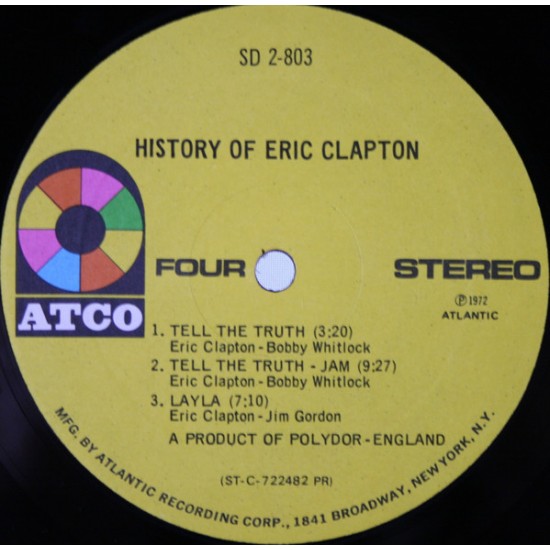 SD 2-803
HISTORY OF ERIC CLAPTON
ATCO
FOUR
STEREO
Ⓟ1972
ATLANTIC
1. TELL THE TRUTH (3:20)
Eric Clapton - Bobby Whitlock
2. TELL THE TRUTH - JAM (9:27)
Eric Clapton - Bobby Whitlock
3. LAYLA (7:10)
Eric Clapton - Jim Gordon
A PRODUCT OF POLYDOR - ENGLAND
(ST-C-722482 PR)
MFG. BY ATLANTIC RECORDING CORP., 1841 BROADWAY, NEW YORK, N.Y.